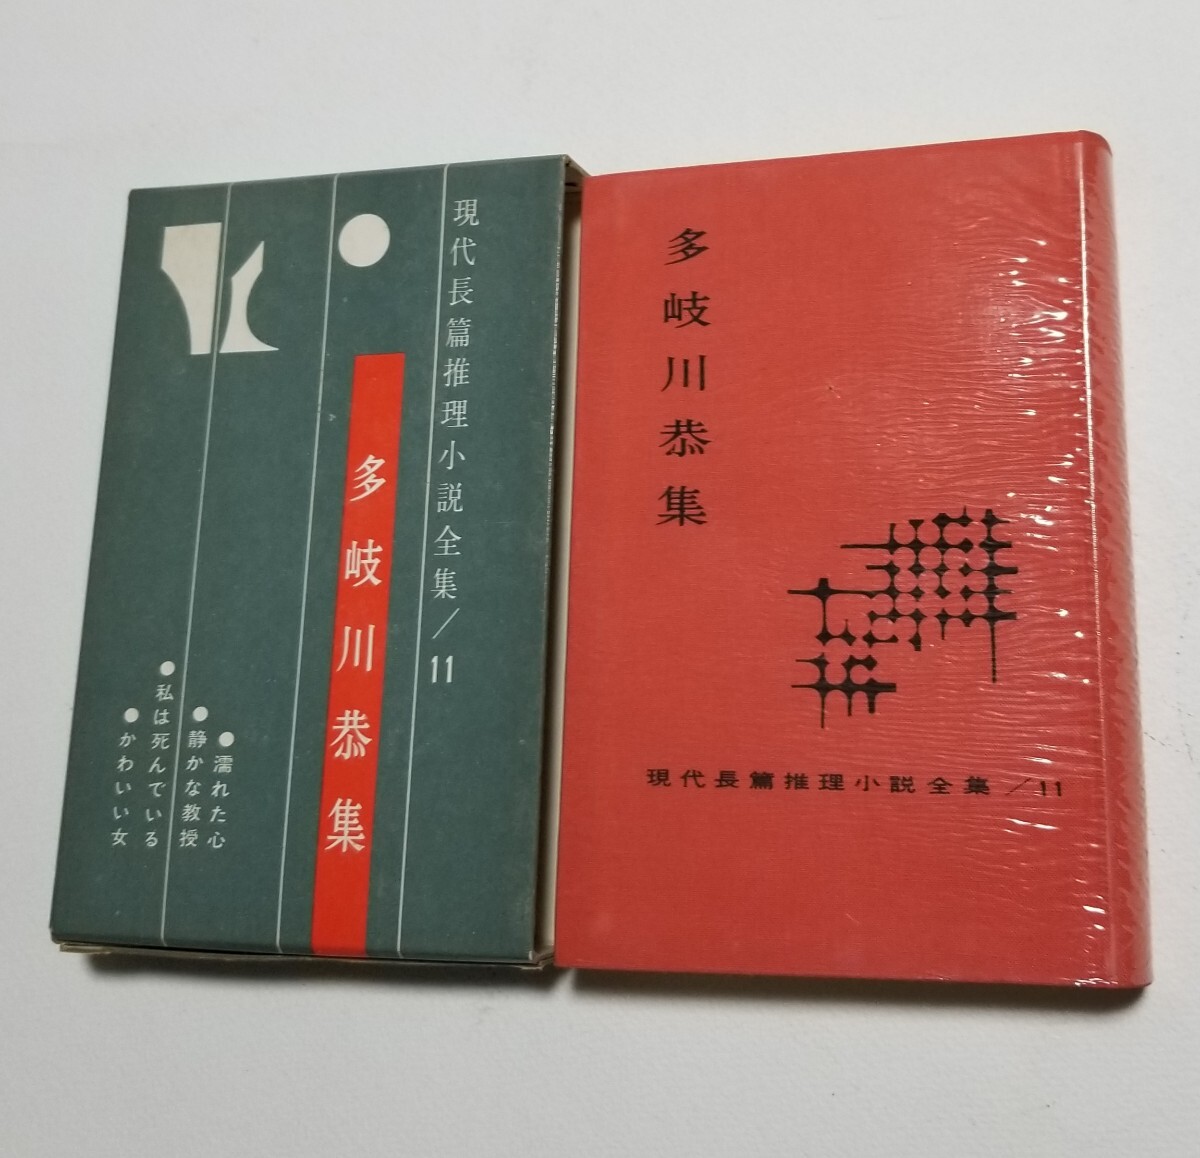 現代長篇推理小説全集/11
多岐川恭集
●濡れた心
●静かな教授
●私は死んでいる
●かわいい女
多岐川恭集
現代長篇推理小説全集/11